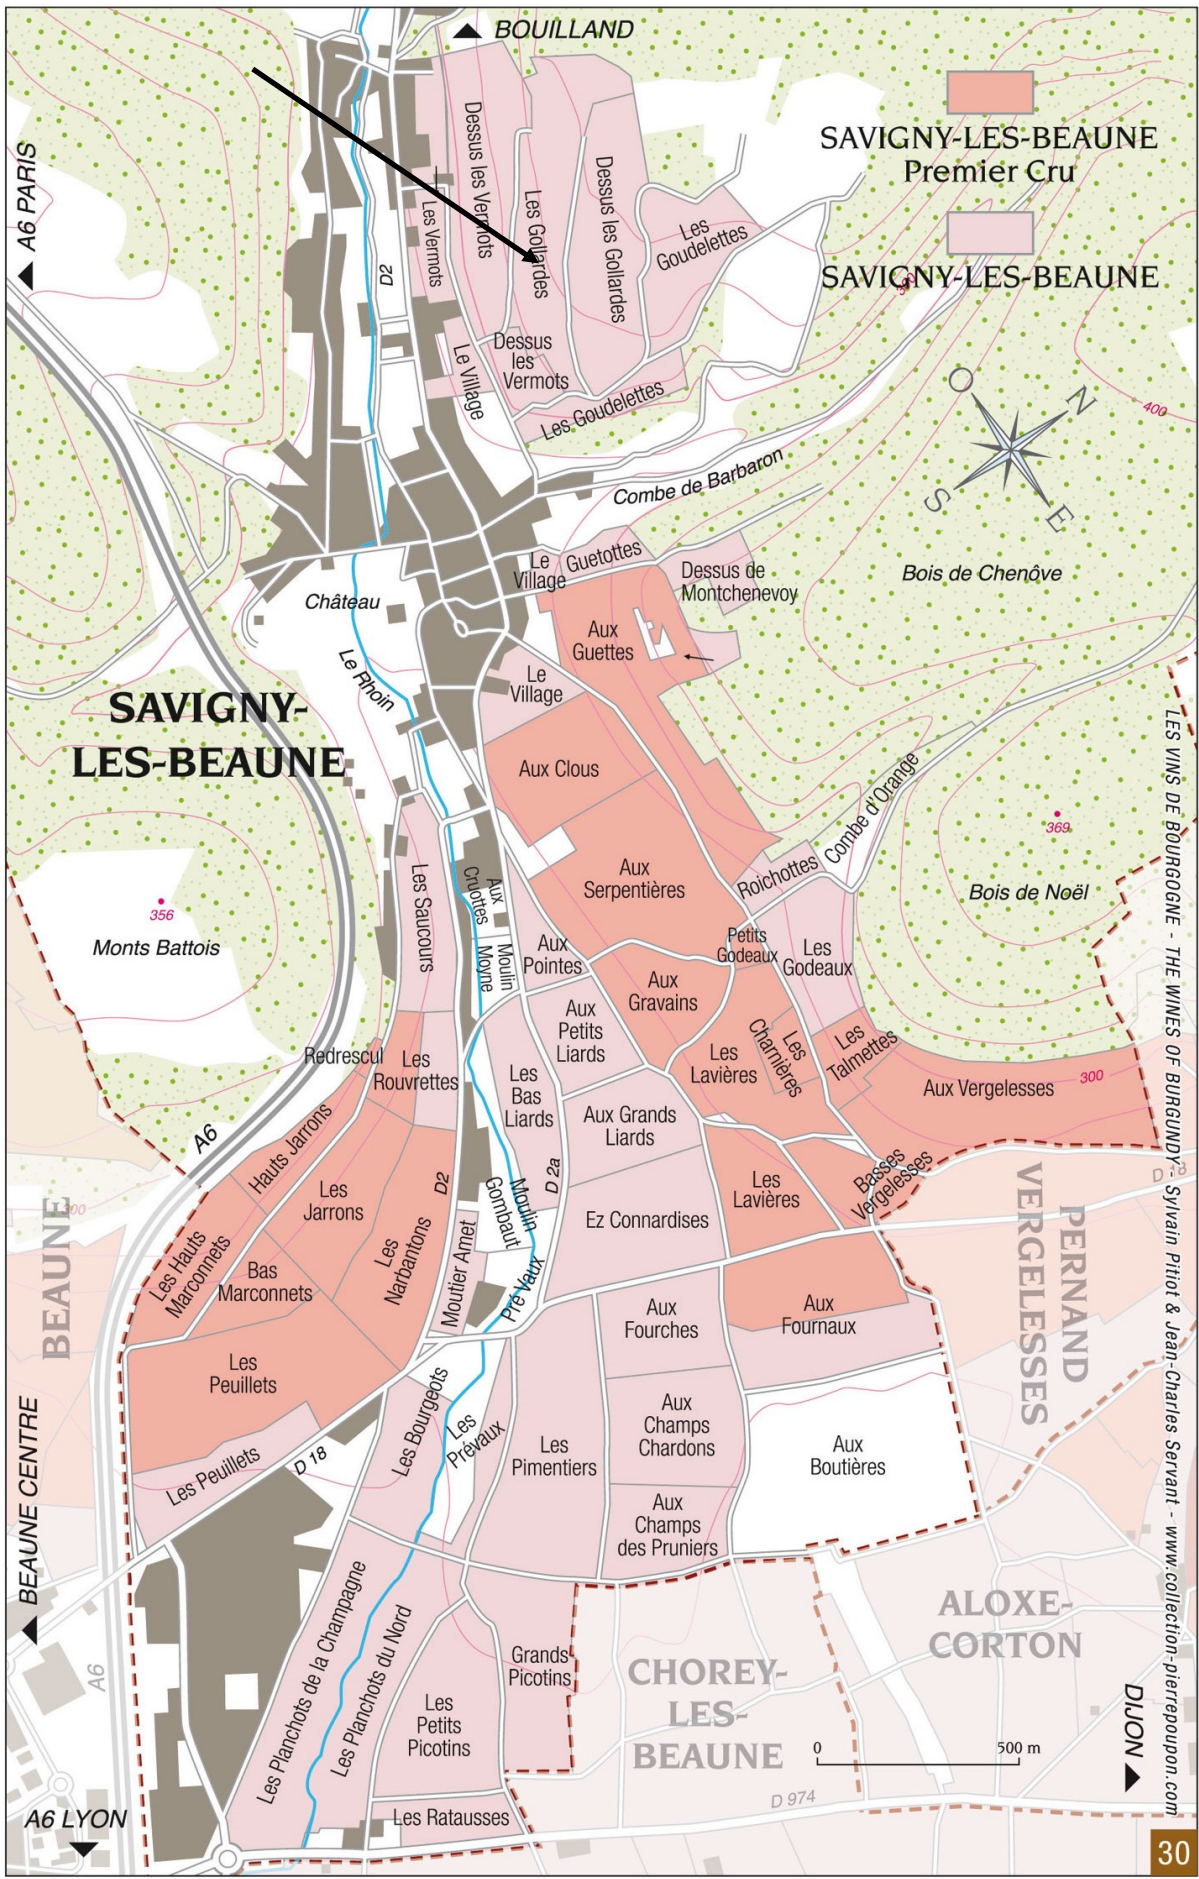 BOUILLAND
SAVIGNY-LES-BEAUNE
Premier Cru
SAVIGNY-LES-BEAUNE
A6 PARIS
D2
Les Vermots
Dessus les Vermots
Les Gollardes
Dessus les Gollardes
Les
Goudelettes
390
Le Village
Dessus
les
Vermots
Les Goudelettes
O
N
S
E
400
Combe de Barbaron
Le
Village
Guetottes
Dessus de
Montchenevoy
Bois de Chenôve
Château
Aux
Guettes
Le Rhoin
Le
Village
SAVIGNY-
LES-BEAUNE
Aux Clous
Combe d'Orange
369
Bois de Noël
Roichottes
Aux
Serpentières
Les Saucours
Aux
Cruottes
356
Monts Battois
Moulin
Moyne
Aux
Pointes
Petits
Godeaux
Les
Godeaux
Aux
Gravains
Aux
Petits
Liards
Les
Charnières
Les
Talmettes
Redrescul
Les
Rouvrettes
Les
Lavières
Aux Vergelesses
300
Les
Bas
Liards
Aux Grands
Liards
A6
Hauts Jarrons
D2
D 2a
Les
Jarrons
Moulin
Gombaut
Les
Lavières
Basses
Vergelesses
D 18
300
BEAUNE
Ez Connardises
PERNAND
VERGELESSES
Les Hauts
Marconnets
Bas
Marconnets
Les
Narbantons
Moutier Amet
Pré Vaux
Aux
Fourches
Aux
Fournaux
Les
Peuillets
Les Bourgeots
Les
Prévaux
Aux
Champs
Chardons
Aux
Boutières
Les
Pimentiers
Les Peuillets
D 18
Aux
Champs
des Pruniers
BEAUNE CENTRE
A6
Les Planchots de la Champagne
Les Planchots du Nord
Grands
Picotins
Les
Petits
Picotins
CHOREY-
LES-
BEAUNE
ALOXE-
CORTON
0
500 m
DIJON
D 974
Les Ratausses
A6 LYON
LES VINS DE BOURGOGNE - THE WINES OF BURGUNDY - Sylvain Pitiot & Jean-Charles Servant - www.collection-pierrepoupon.com
30